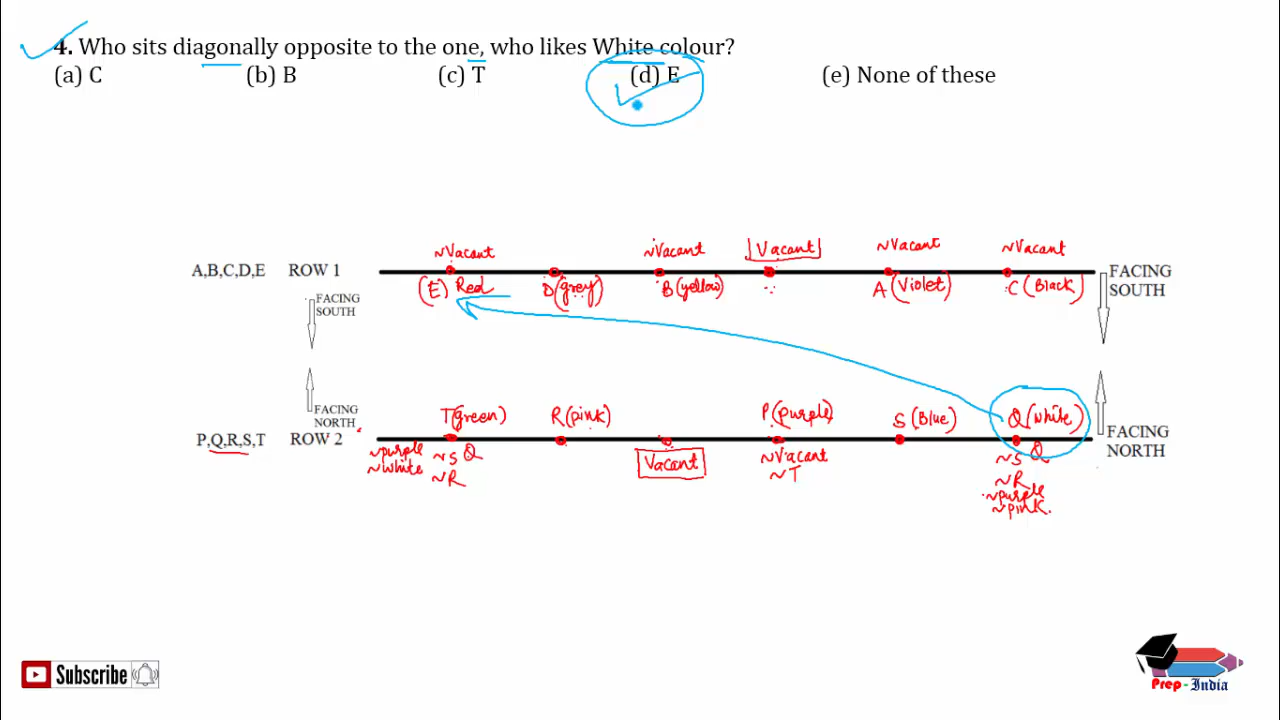 4. Who sits diagonally opposite to the one, who likes White colour?
(a) C (b) B (c) T (d) E (e) None of these
~Vacant ~Vacant Vacant ~Vacant ~Vacant
A,B,C,D,E ROW 1 FACING SOUTH
(E) Red D(grey) B(yellow) A(Violet) C(Black)
FACING SOUTH
FACING NORTH
T(green) R(pink) P(purple) S(Blue) Q(white)
P,Q,R,S,T ROW 2 FACING NORTH
~purple ~S Q Vacant ~Vacant ~S Q
~white ~R ~T ~R
~purple
~pink
Subscribe
Prep-India